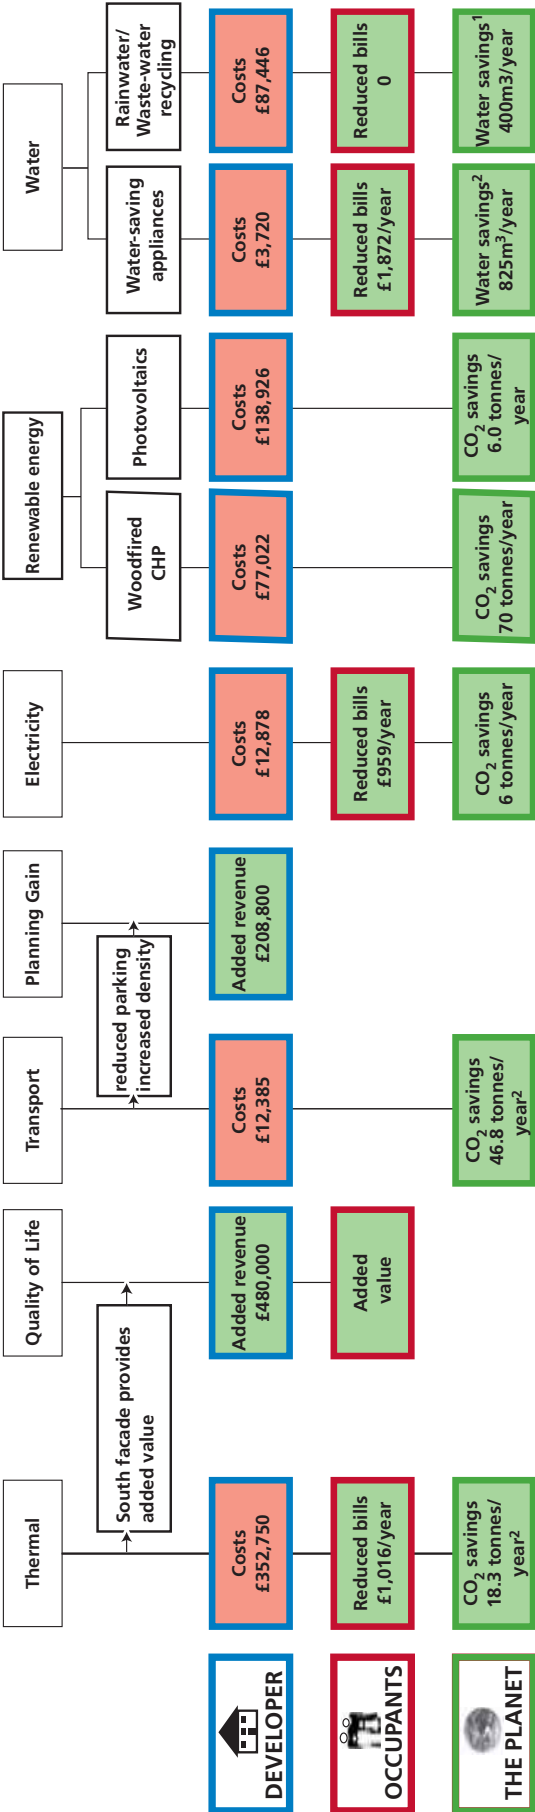 Thermal
Quality of Life
Transport
Planning Gain
Electricity
Renewable energy
Water
South facade provides
added value
reduced parking
increased density
Woodfired
CHP
Photovoltaics
Water-saving
appliances
Rainwater/
Waste-water
recycling
DEVELOPER
Costs
£352,750
Added revenue
£480,000
Costs
£12,385
Added revenue
£208,800
Costs
£12,878
Costs
£77,022
Costs
£138,926
Costs
£3,720
Costs
£87,446
OCCUPANTS
Reduced bills
£1,016/year
Added
value
Reduced bills
£959/year
Reduced bills
£1,872/year
Reduced bills
0
THE PLANET
CO₂ savings
18.3 tonnes/
year²
CO₂ savings
46.8 tonnes/
year²
CO₂ savings
6 tonnes/year
CO₂ savings
70 tonnes/year
CO₂ savings
6.0 tonnes/
year
Water savings²
825m³/year
Water savings¹
400m3/year